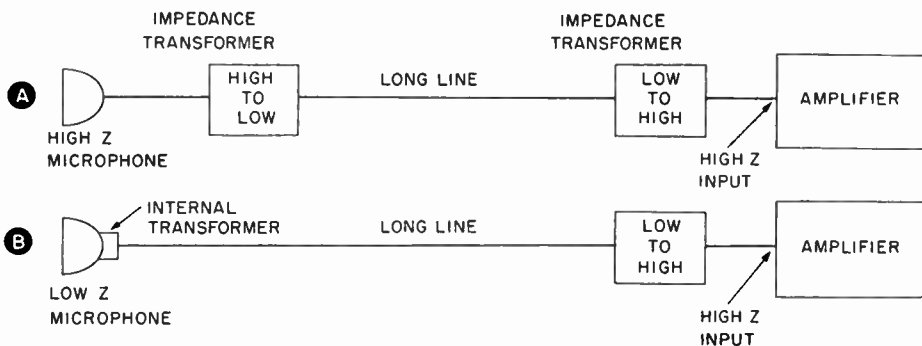 IMPEDANCE
TRANSFORMER
IMPEDANCE
TRANSFORMER
A
HIGH
TO
LOW
LONG LINE
LOW
TO
HIGH
AMPLIFIER
HIGH Z
MICROPHONE
HIGH Z
INPUT
B
INTERNAL
TRANSFORMER
LONG LINE
LOW
TO
HIGH
AMPLIFIER
LOW Z
MICROPHONE
HIGH Z
INPUT